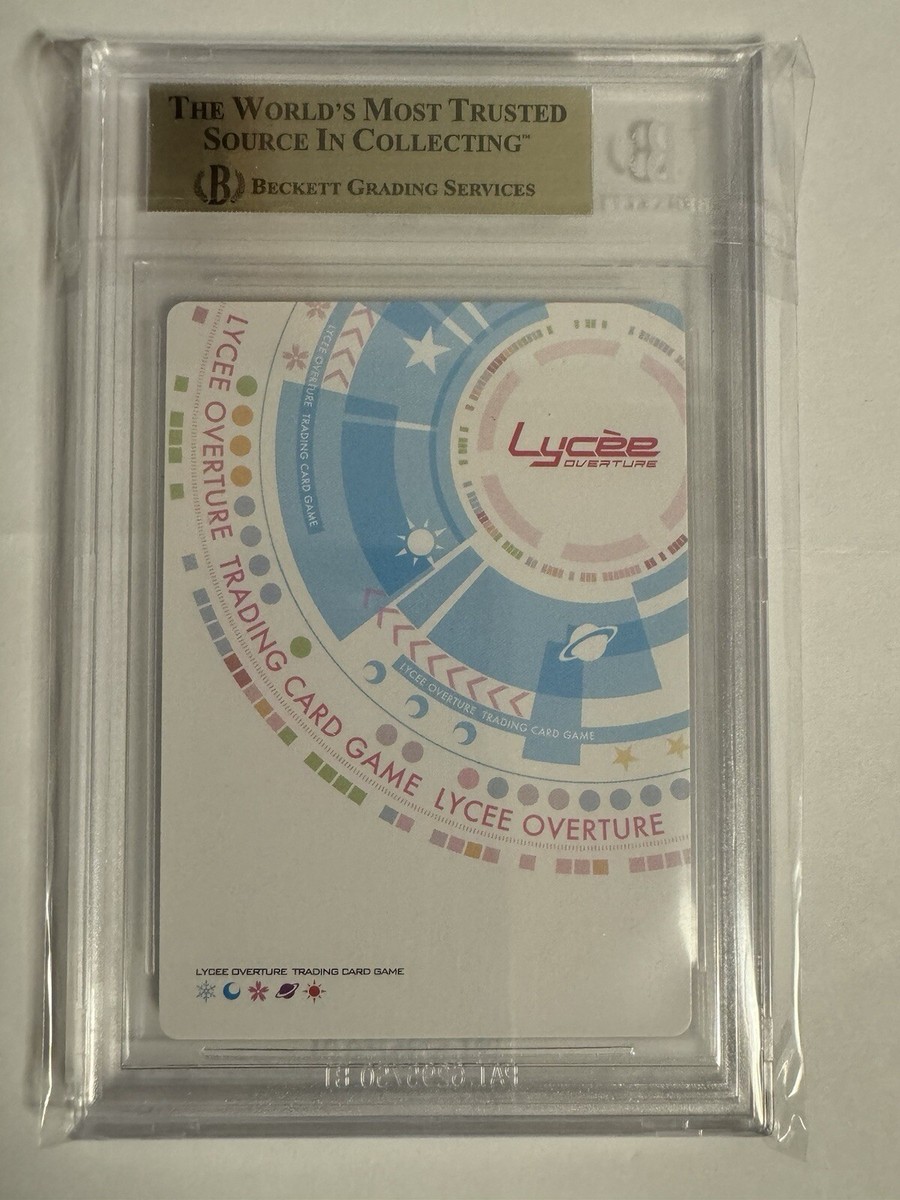 THE WORLD'S MOST TRUSTED
SOURCE IN COLLECTING™
B BECKETT GRADING SERVICES
Lycèe
OVERTURE
LYCEE OVERTURE TRADING CARD GAME
LYCEE OVERTURE TRADING CARD GAME
LYCEE OVERTURE TRADING CARD GAME LYCEE OVERTURE
LYCEE OVERTURE TRADING CARD GAME